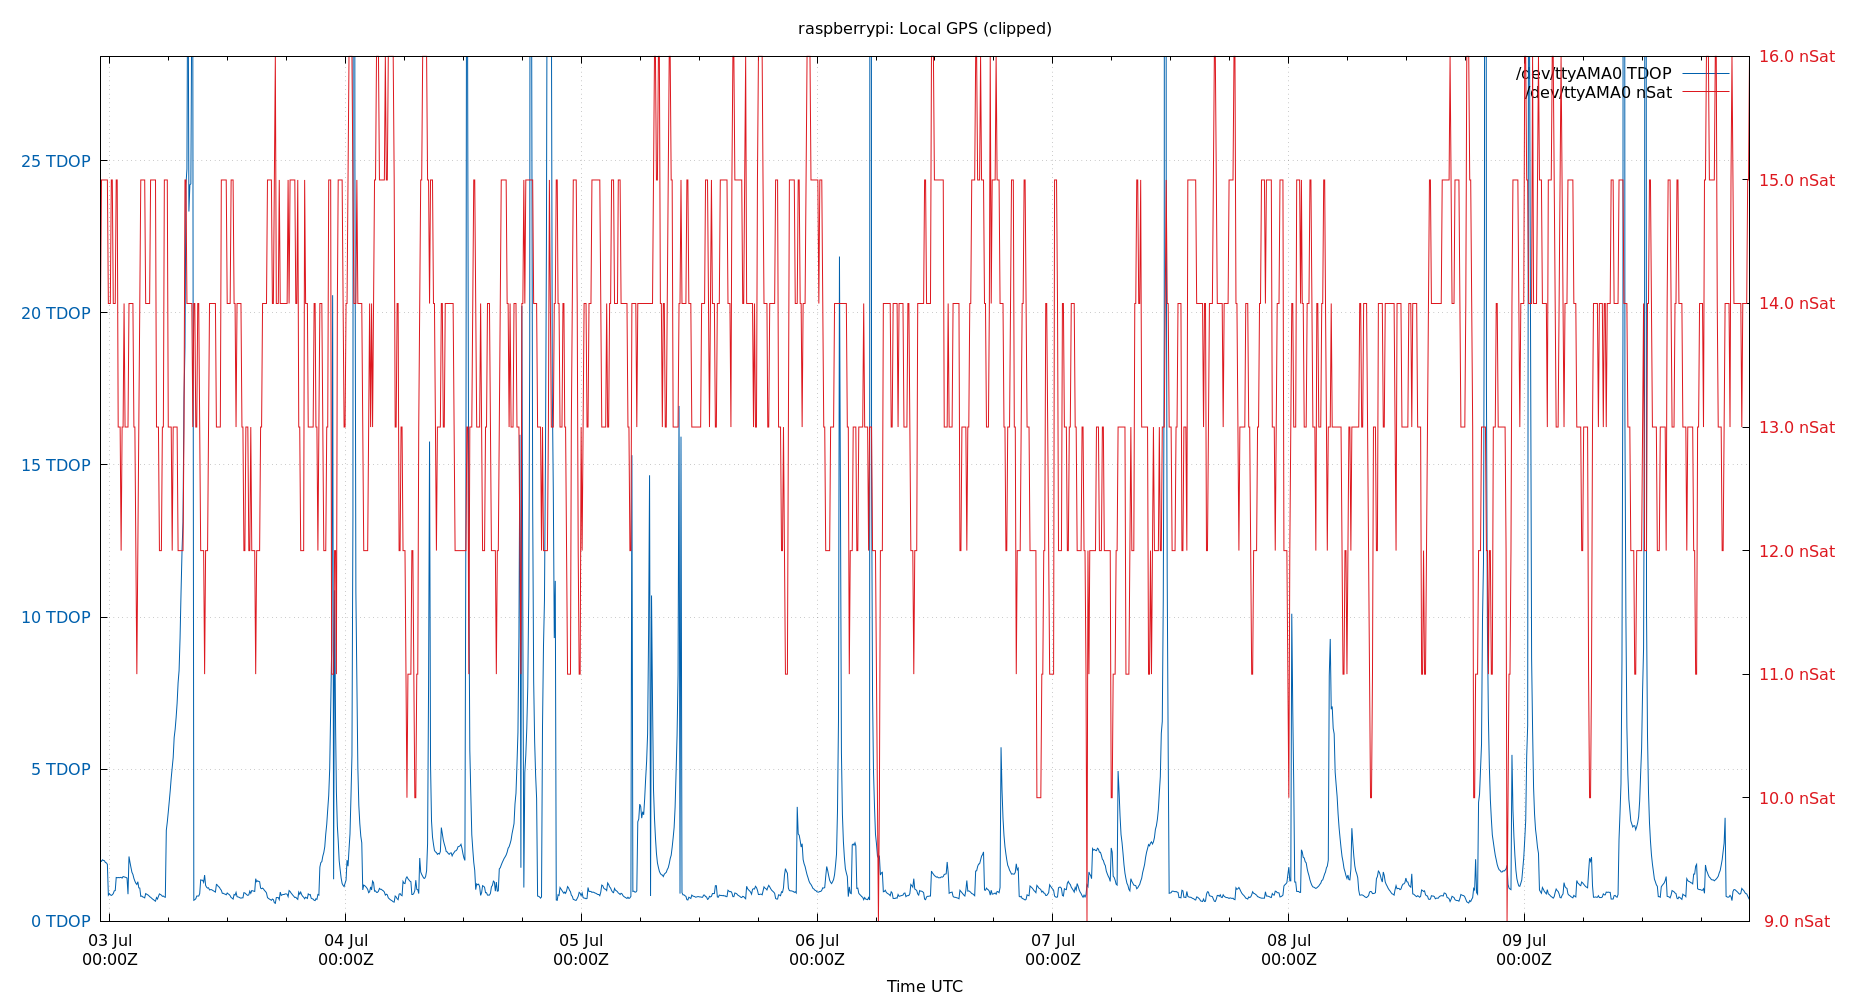 raspberrypi: Local GPS (clipped)
/dev/ttyAMA0 TDOP
/dev/ttyAMA0 nSat
25 TDOP
20 TDOP
15 TDOP
10 TDOP
5 TDOP
0 TDOP
16.0 nSat
15.0 nSat
14.0 nSat
13.0 nSat
12.0 nSat
11.0 nSat
10.0 nSat
9.0 nSat
03 Jul
00:00Z
04 Jul
00:00Z
05 Jul
00:00Z
06 Jul
00:00Z
07 Jul
00:00Z
08 Jul
00:00Z
09 Jul
00:00Z
Time UTC